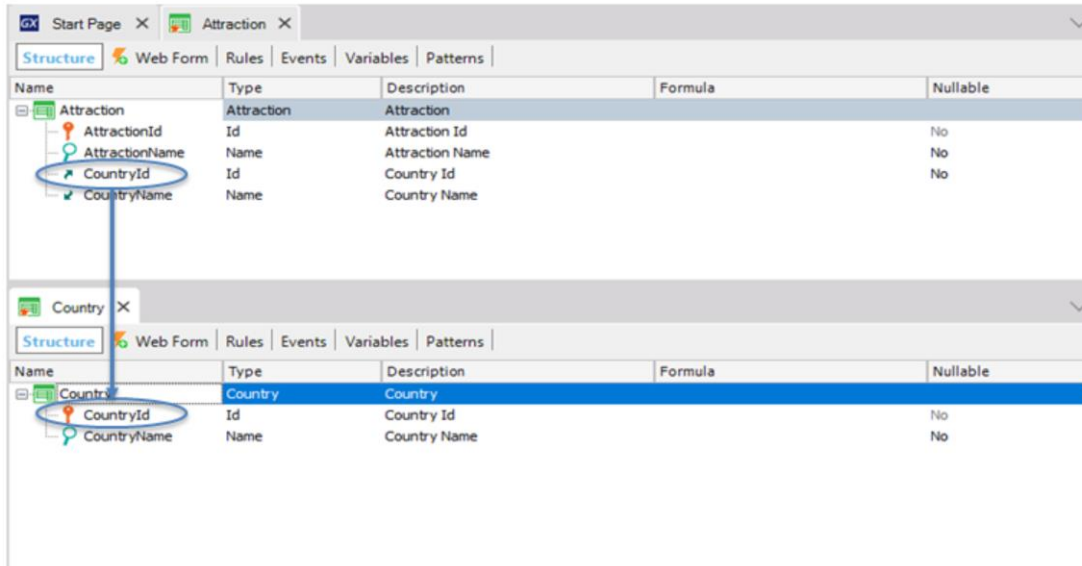 GX Start Page Attraction
Structure Web Form Rules Events Variables Patterns
Name Type Description Formula Nullable
Attraction Attraction Attraction
AttractionId Id Attraction Id No
AttractionName Name Attraction Name No
CountryId Id Country Id No
CountryName Name Country Name
Country
Structure Web Form Rules Events Variables Patterns
Name Type Description Formula Nullable
Country Country Country
CountryId Id Country Id No
CountryName Name Country Name No